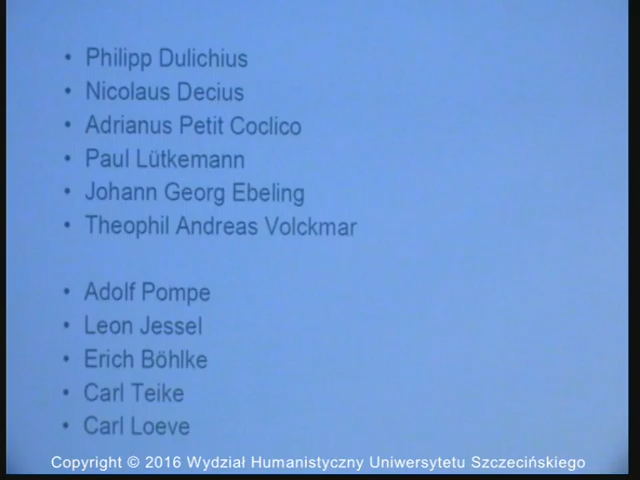 • Philipp Dulichius
• Nicolaus Decius
• Adrianus Petit Coclico
• Paul Lütkemann
• Johann Georg Ebeling
• Theophil Andreas Volckmar
• Adolf Pompe
• Leon Jessel
• Erich Böhlke
• Carl Teike
• Carl Loeve
Copyright © 2016 Wydział Humanistyczny Uniwersytetu Szczecińskiego